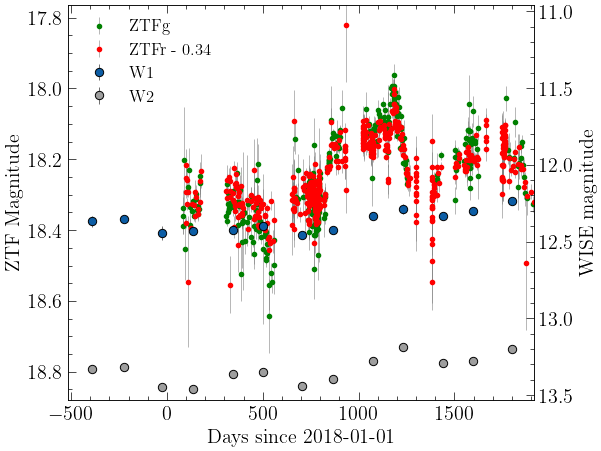 ZTFg
ZTFr - 0.34
W1
W2
17.8
18.0
18.2
18.4
18.6
18.8
ZTF Magnitude
11.0
11.5
12.0
12.5
13.0
13.5
WISE magnitude
−500
0
500
1000
1500
Days since 2018-01-01